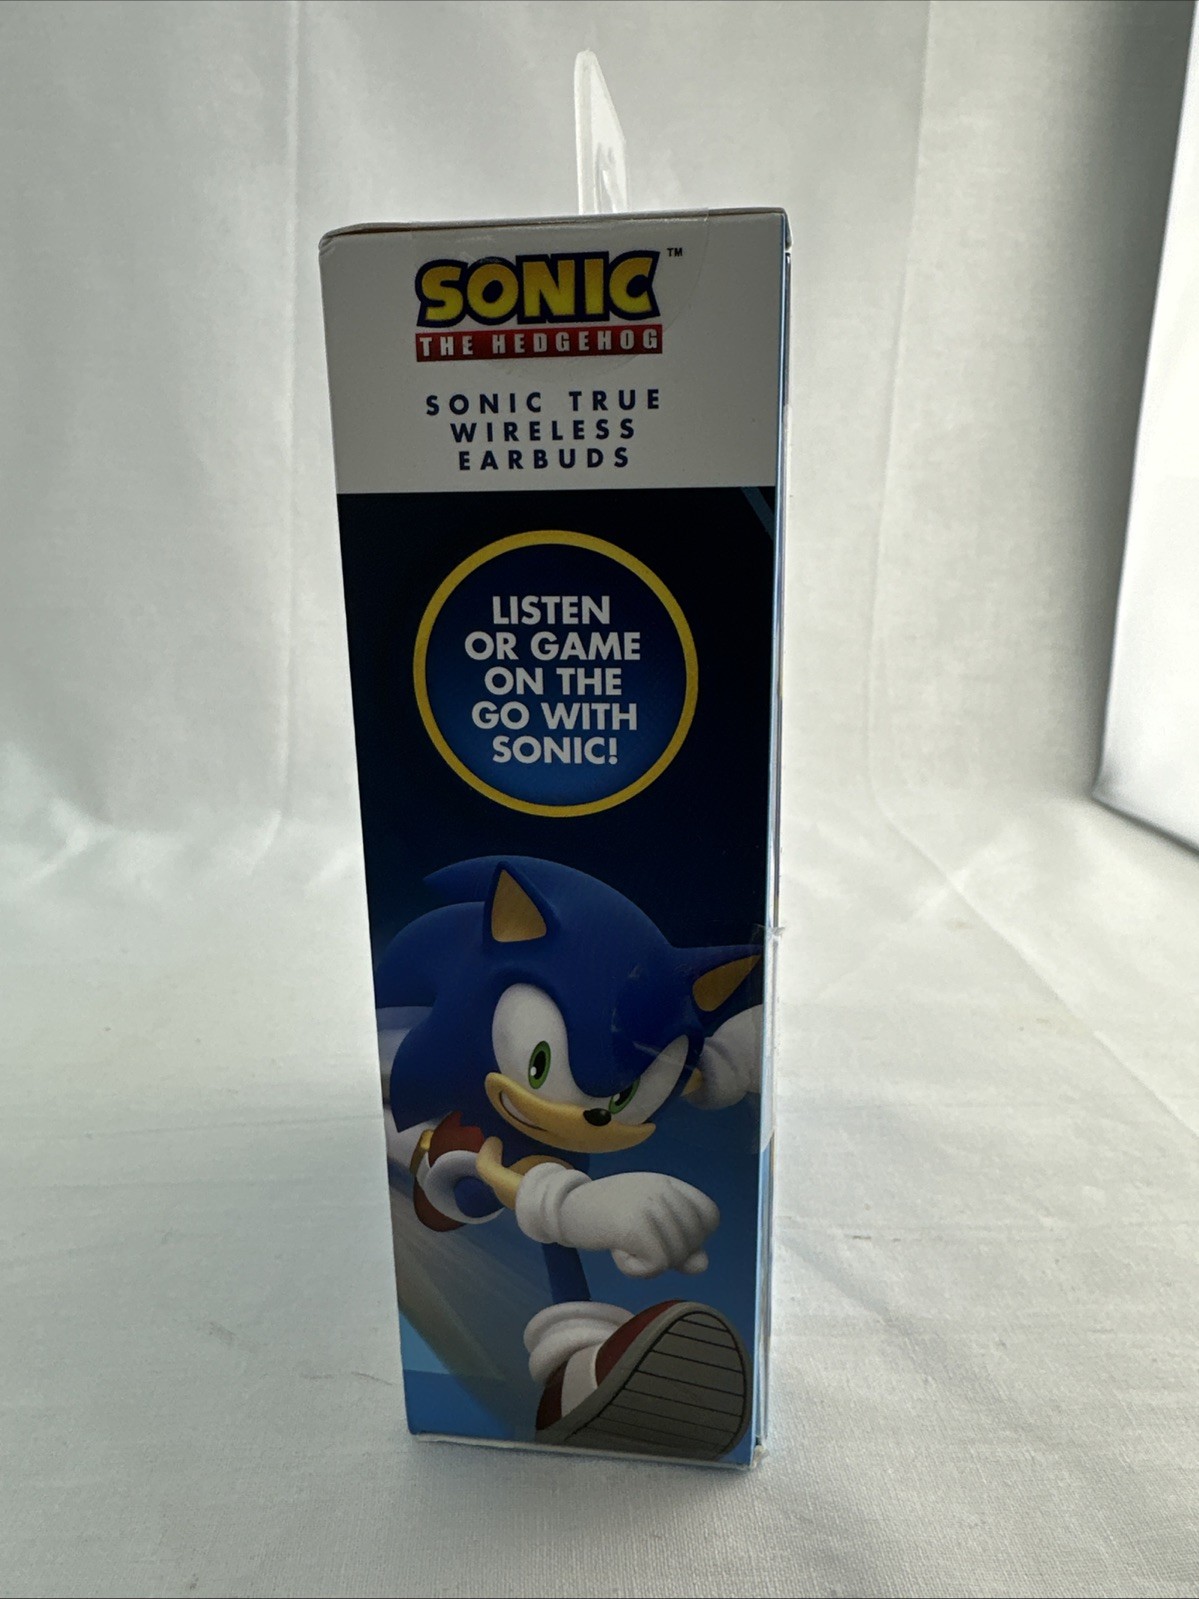 SONIC™
THE HEDGEHOG
SONIC TRUE
WIRELESS
EARBUDS
LISTEN
OR GAME
ON THE
GO WITH
SONIC!